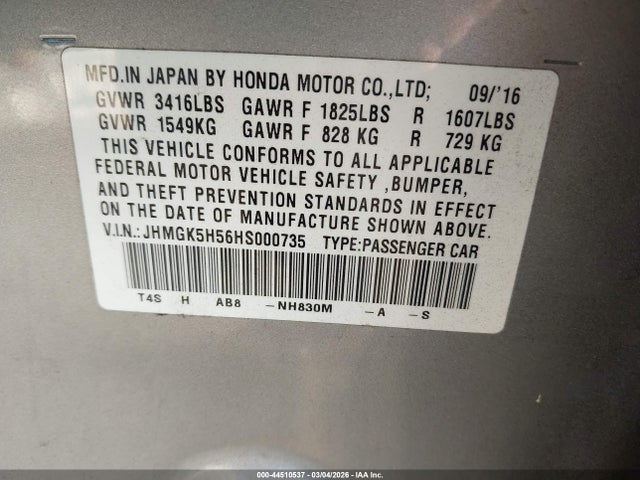 MFD.IN JAPAN BY HONDA MOTOR CO.,LTD; 09/'16
GVWR 3416LBS GAWR F 1825LBS R 1607LBS
GVWR 1549KG GAWR F 828 KG R 729 KG
THIS VEHICLE CONFORMS TO ALL APPLICABLE
FEDERAL MOTOR VEHICLE SAFETY ,BUMPER,
AND THEFT PREVENTION STANDARDS IN EFFECT
ON THE DATE OF MANUFACTURE SHOWN ABOVE.
V.I.N.:JHMGK5H56HS000735 TYPE:PASSENGER CAR
T4S H AB8 -NH830M -A -S
000-44510537 - 03/04/2026 - IAA Inc.